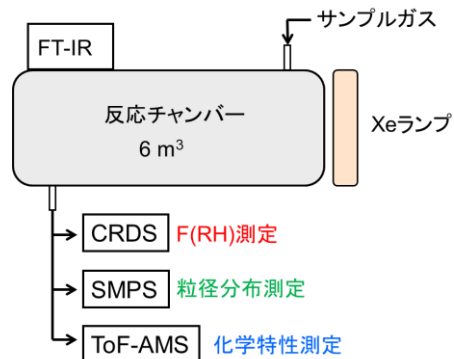 サンプルガス
FT-IR
反応チャンバー
6 m³
Xeランプ
CRDS F(RH)測定
SMPS 粒径分布測定
ToF-AMS 化学特性測定